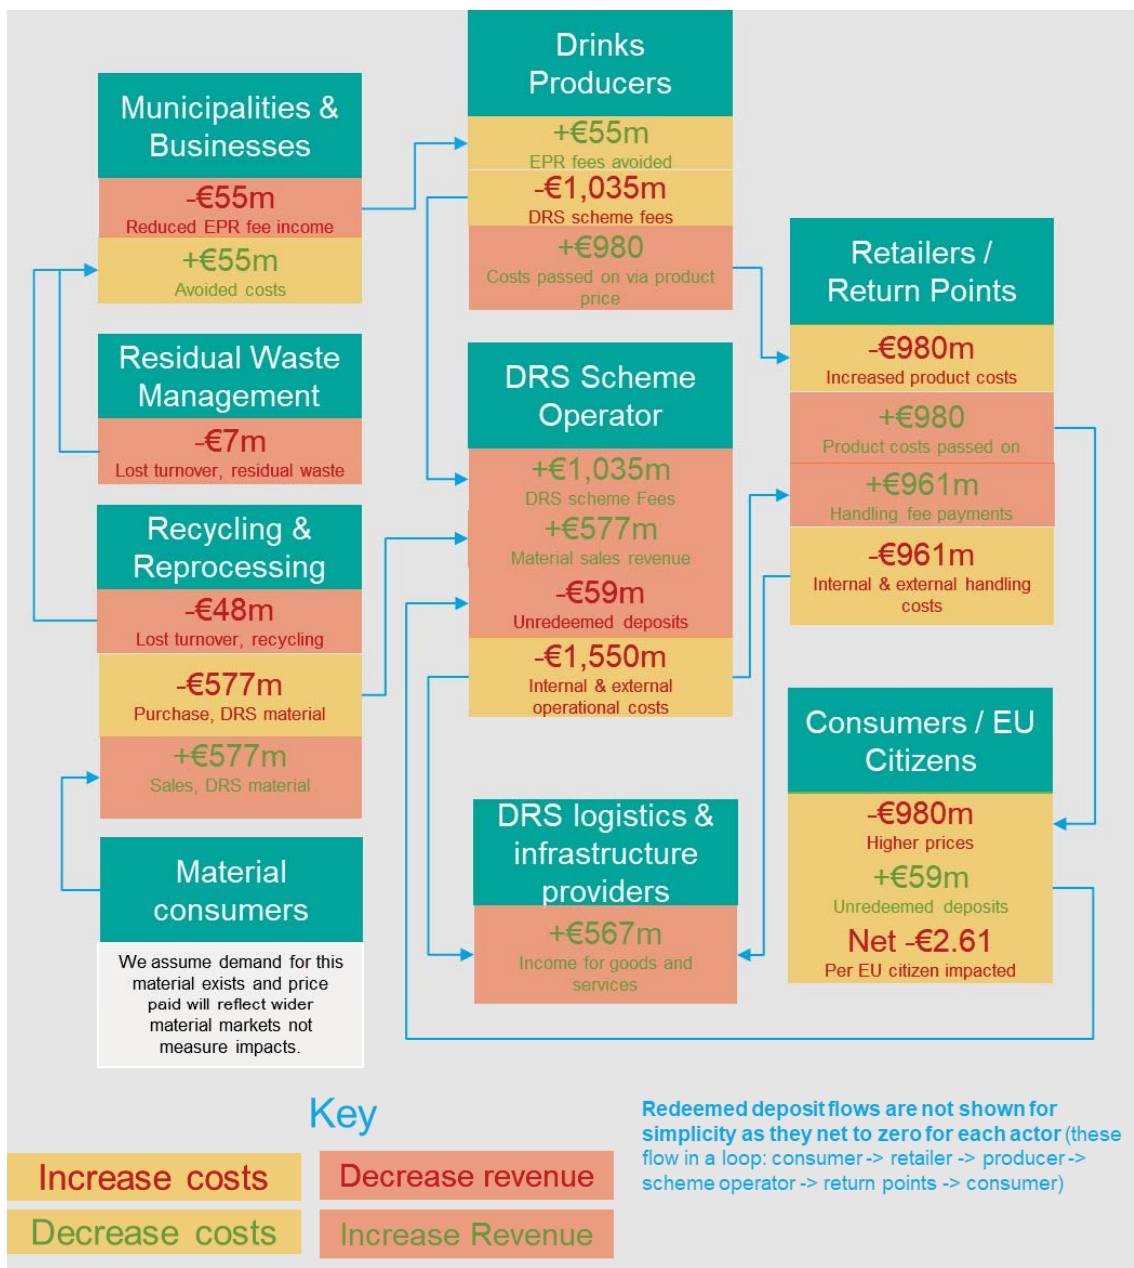 Drinks
Producers
+€55m
EPR fees avoided
-€1,035m
DRS scheme fees
+€980
Costs passed on via product
price
Municipalities &
Businesses
-€55m
Reduced EPR fee income
+€55m
Avoided costs
Retailers /
Return Points
-€980m
Increased product costs
+€980
Product costs passed on
+€961m
Handling fee payments
-€961m
Internal & external handling
costs
Residual Waste
Management
-€7m
Lost turnover, residual waste
DRS Scheme
Operator
+€1,035m
DRS scheme Fees
+€577m
Material sales revenue
-€59m
Unredeemed deposits
-€1,550m
Internal & external
operational costs
Recycling &
Reprocessing
-€48m
Lost turnover, recycling
-€577m
Purchase, DRS material
+€577m
Sales, DRS material
Consumers / EU
Citizens
-€980m
Higher prices
+€59m
Unredeemed deposits
Net -€2.61
Per EU citizen impacted
DRS logistics &
infrastructure
providers
+€567m
Income for goods and
services
Material
consumers
We assume demand for this
material exists and price
paid will reflect wider
material markets not
measure impacts.
Key
Increase costs
Decrease revenue
Decrease costs
Increase Revenue
Redeemed deposit flows are not shown for
simplicity as they net to zero for each actor (these
flow in a loop: consumer -> retailer -> producer ->
scheme operator -> return points -> consumer)